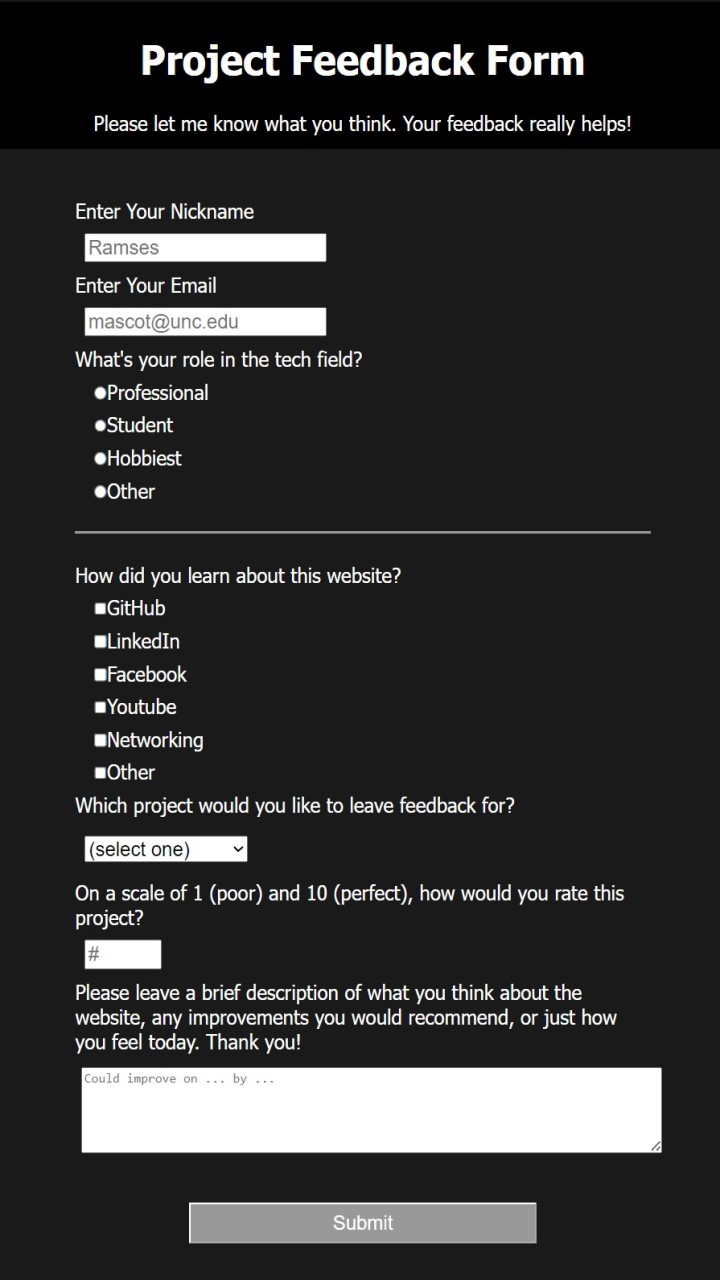 Project Feedback Form
Please let me know what you think. Your feedback really helps!
Enter Your Nickname
Ramses
Enter Your Email
mascot@unc.edu
What's your role in the tech field?
Professional
Student
Hobbiest
Other
How did you learn about this website?
GitHub
LinkedIn
Facebook
Youtube
Networking
Other
Which project would you like to leave feedback for?
(select one)
On a scale of 1 (poor) and 10 (perfect), how would you rate this
project?
#
Please leave a brief description of what you think about the
website, any improvements you would recommend, or just how
you feel today. Thank you!
Could improve on ... by ...
Submit